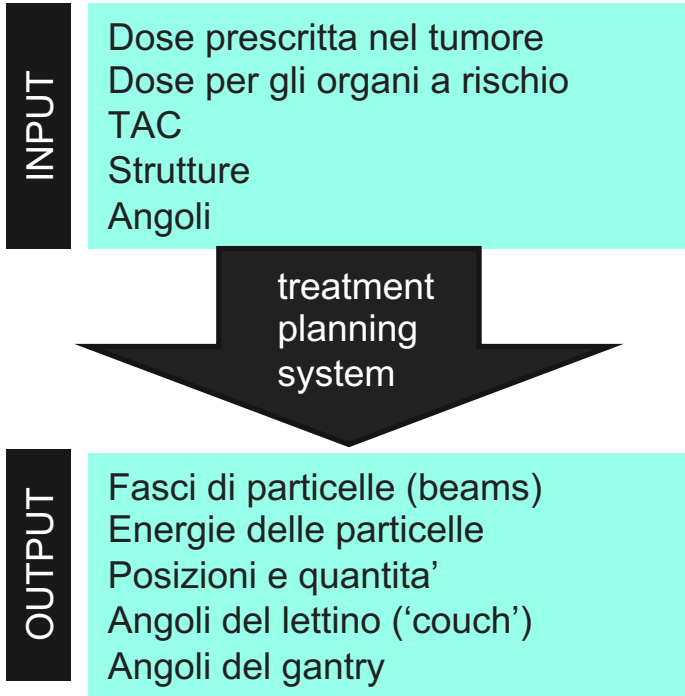 INPUT
Dose prescritta nel tumore
Dose per gli organi a rischio
TAC
Strutture
Angoli
treatment
planning
system
OUTPUT
Fasci di particelle (beams)
Energie delle particelle
Posizioni e quantita’
Angoli del lettino (‘couch’)
Angoli del gantry